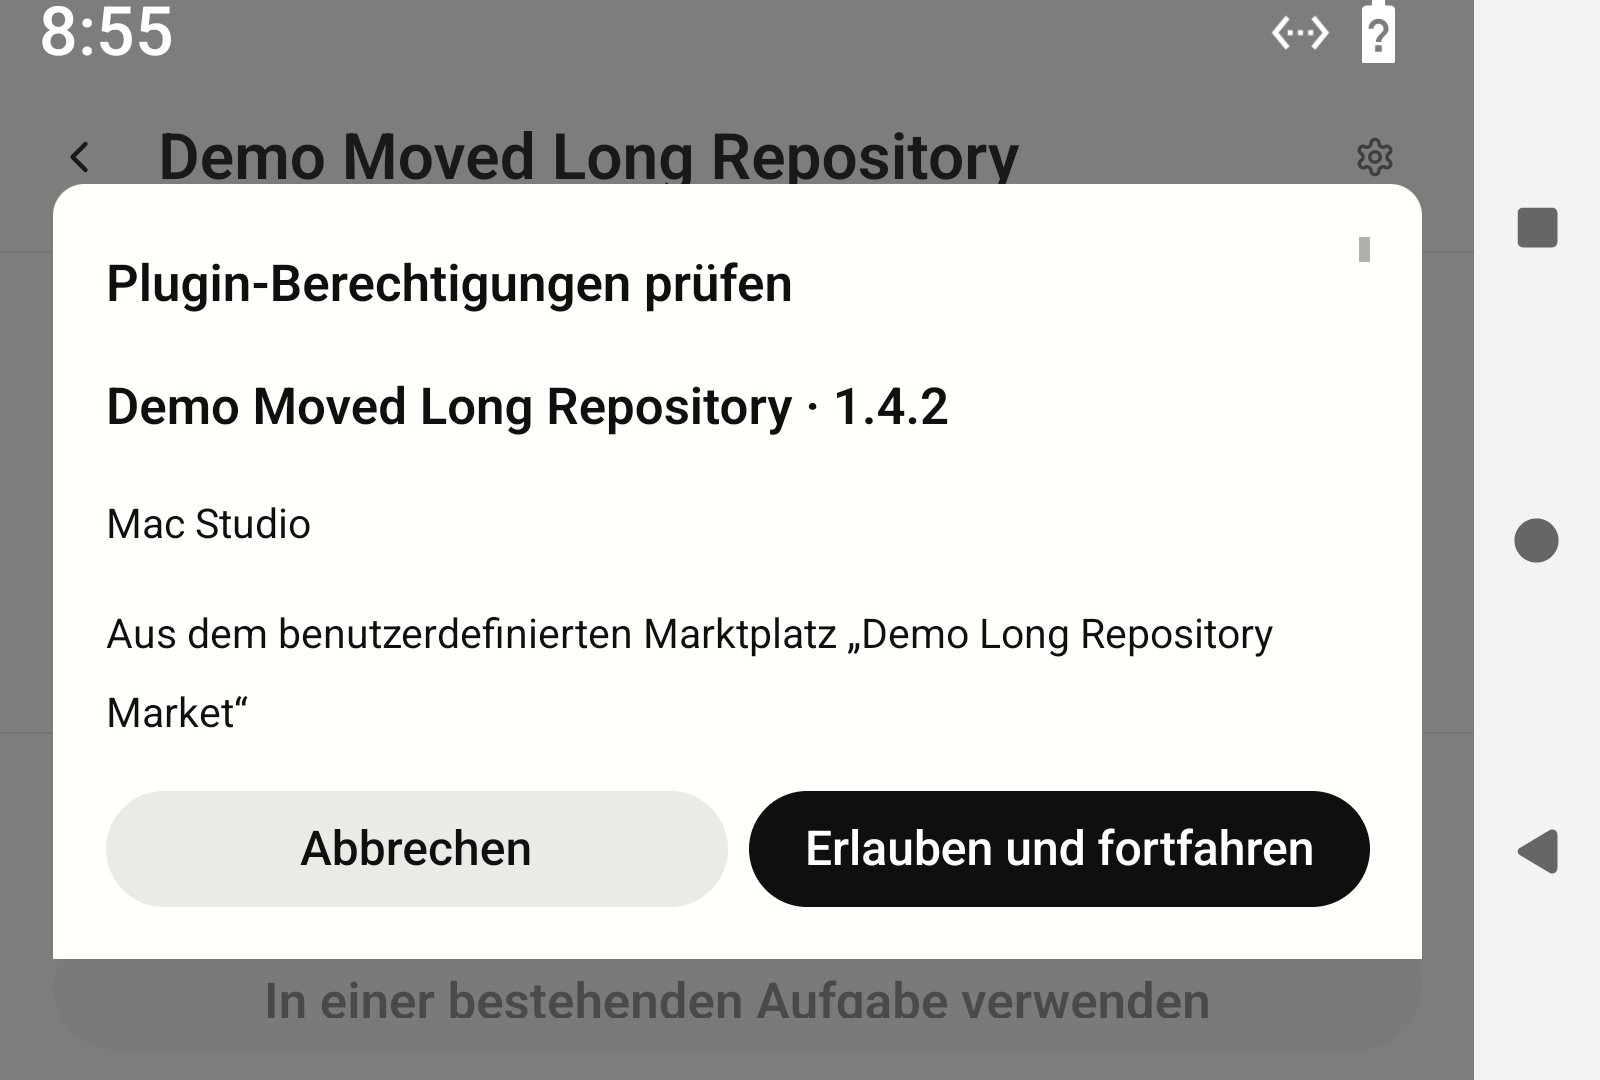 8:55
Demo Moved Long Repository
Plugin-Berechtigungen prüfen
Demo Moved Long Repository · 1.4.2
Mac Studio
Aus dem benutzerdefinierten Marktplatz „Demo Long Repository
Market“
Abbrechen
Erlauben und fortfahren
In einer bestehenden Aufgabe verwenden